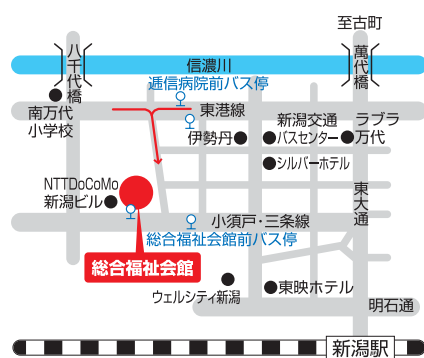 至古町
八千代橋
萬代橋
信濃川
逓信病院前バス停
南万代
小学校
東港線
伊勢丹
新潟交通
バスセンター
ラブラ
万代
シルバーホテル
NTTDoCoMo
新潟ビル
東大通
小須戸・三条線
総合福祉会館前バス停
総合福祉会館
ウェルシティ新潟
東映ホテル
明石通
新潟駅